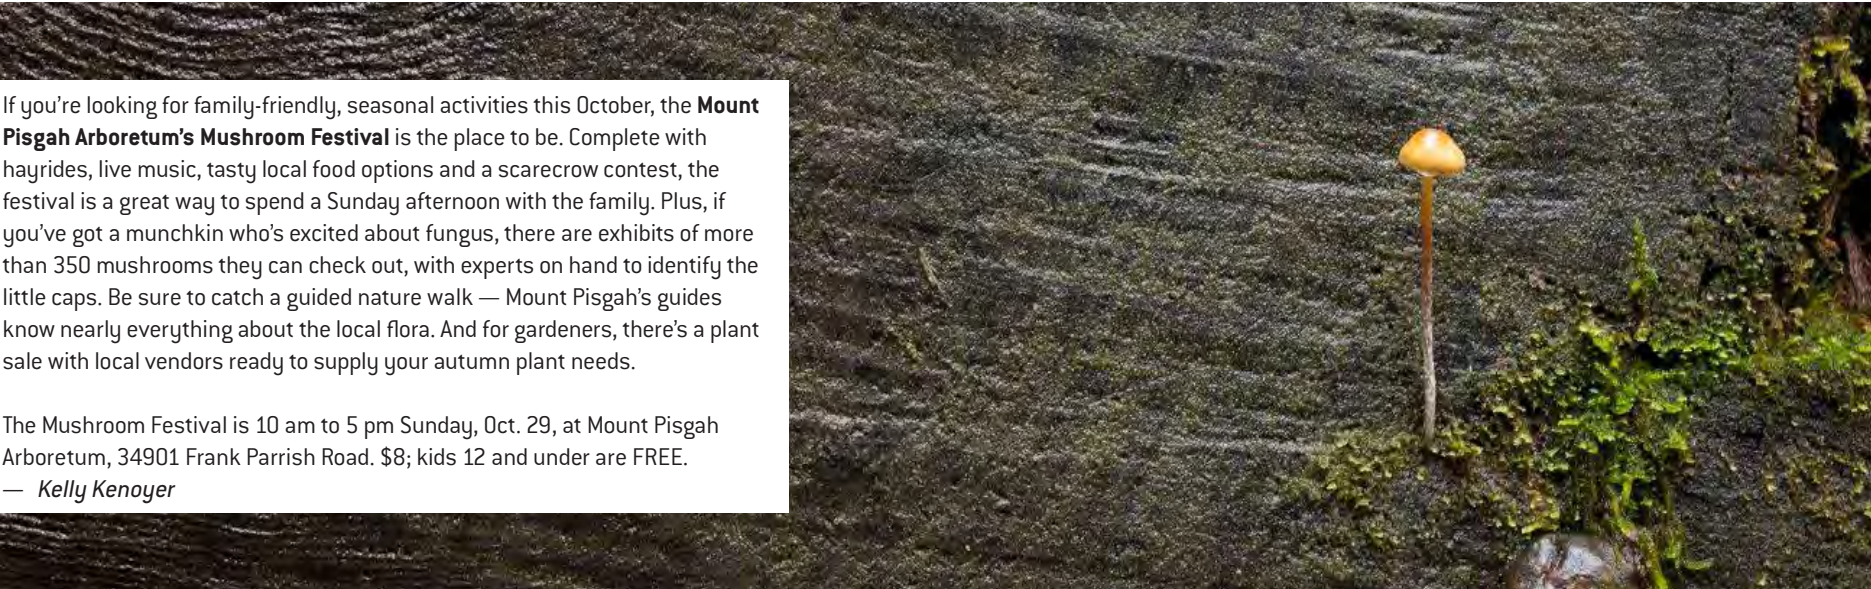 If you’re looking for family-friendly, seasonal activities this October, the Mount
Pisgah Arboretum’s Mushroom Festival is the place to be. Complete with
hayrides, live music, tasty local food options and a scarecrow contest, the
festival is a great way to spend a Sunday afternoon with the family. Plus, if
you’ve got a munchkin who’s excited about fungus, there are exhibits of more
than 350 mushrooms they can check out, with experts on hand to identify the
little caps. Be sure to catch a guided nature walk — Mount Pisgah’s guides
know nearly everything about the local flora. And for gardeners, there’s a plant
sale with local vendors ready to supply your autumn plant needs.
The Mushroom Festival is 10 am to 5 pm Sunday, Oct. 29, at Mount Pisgah
Arboretum, 34901 Frank Parrish Road. $8; kids 12 and under are FREE.
— Kelly Kenoyer